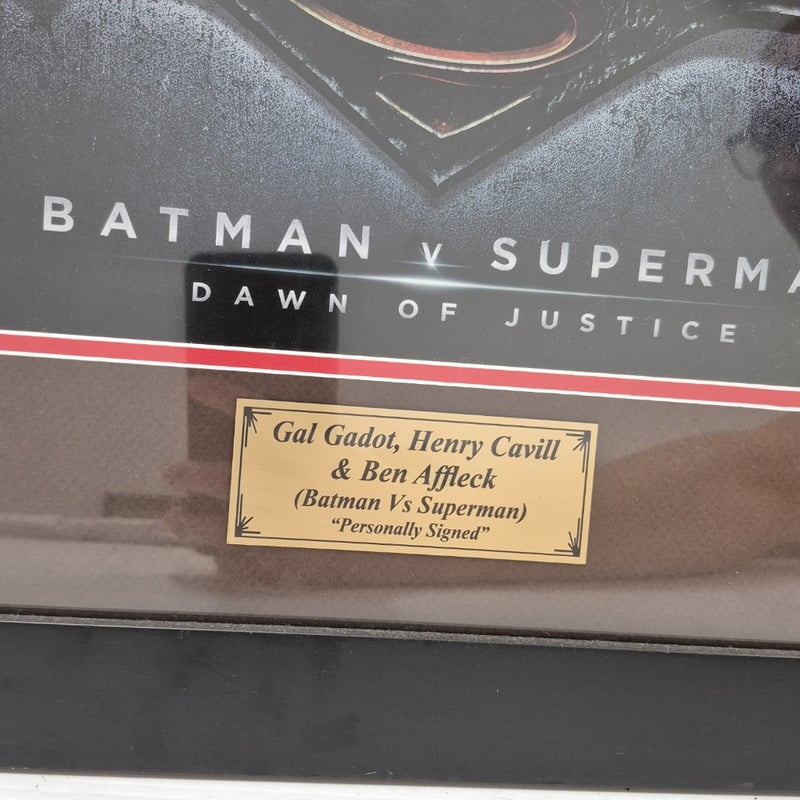 BATMAN v SUPERMA
DAWN OF JUSTICE
Gal Gadot, Henry Cavill
& Ben Affleck
(Batman Vs Superman)
“Personally Signed”